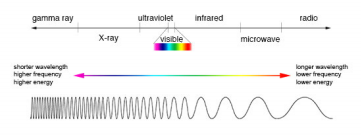 gamma ray ultraviolet infrared radio
X-ray visible microwave
shorter wavelength longer wavelength
higher frequency lower frequency
higher energy lower energy